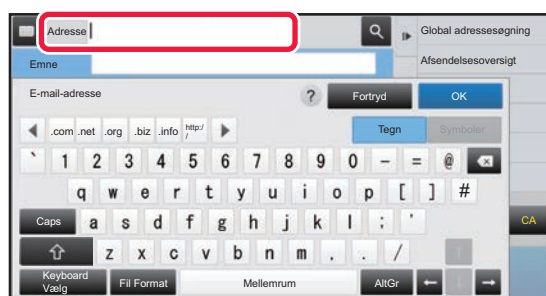 Adresse
Global adressesøgning
Emne
Afsendelsesoversigt
E-mail-adresse
?
Fortryd
OK
.com .net .org .biz .info http:/
/
Tegn
Symboler
` 1 2 3 4 5 6 7 8 9 0 - = @
q w e r t y u i o p [ ] #
Caps a s d f g h j k l ; '
CA
z x c v b n m . . /
Keyboard
Vælg
Fil Format
Mellemrum
AltGr